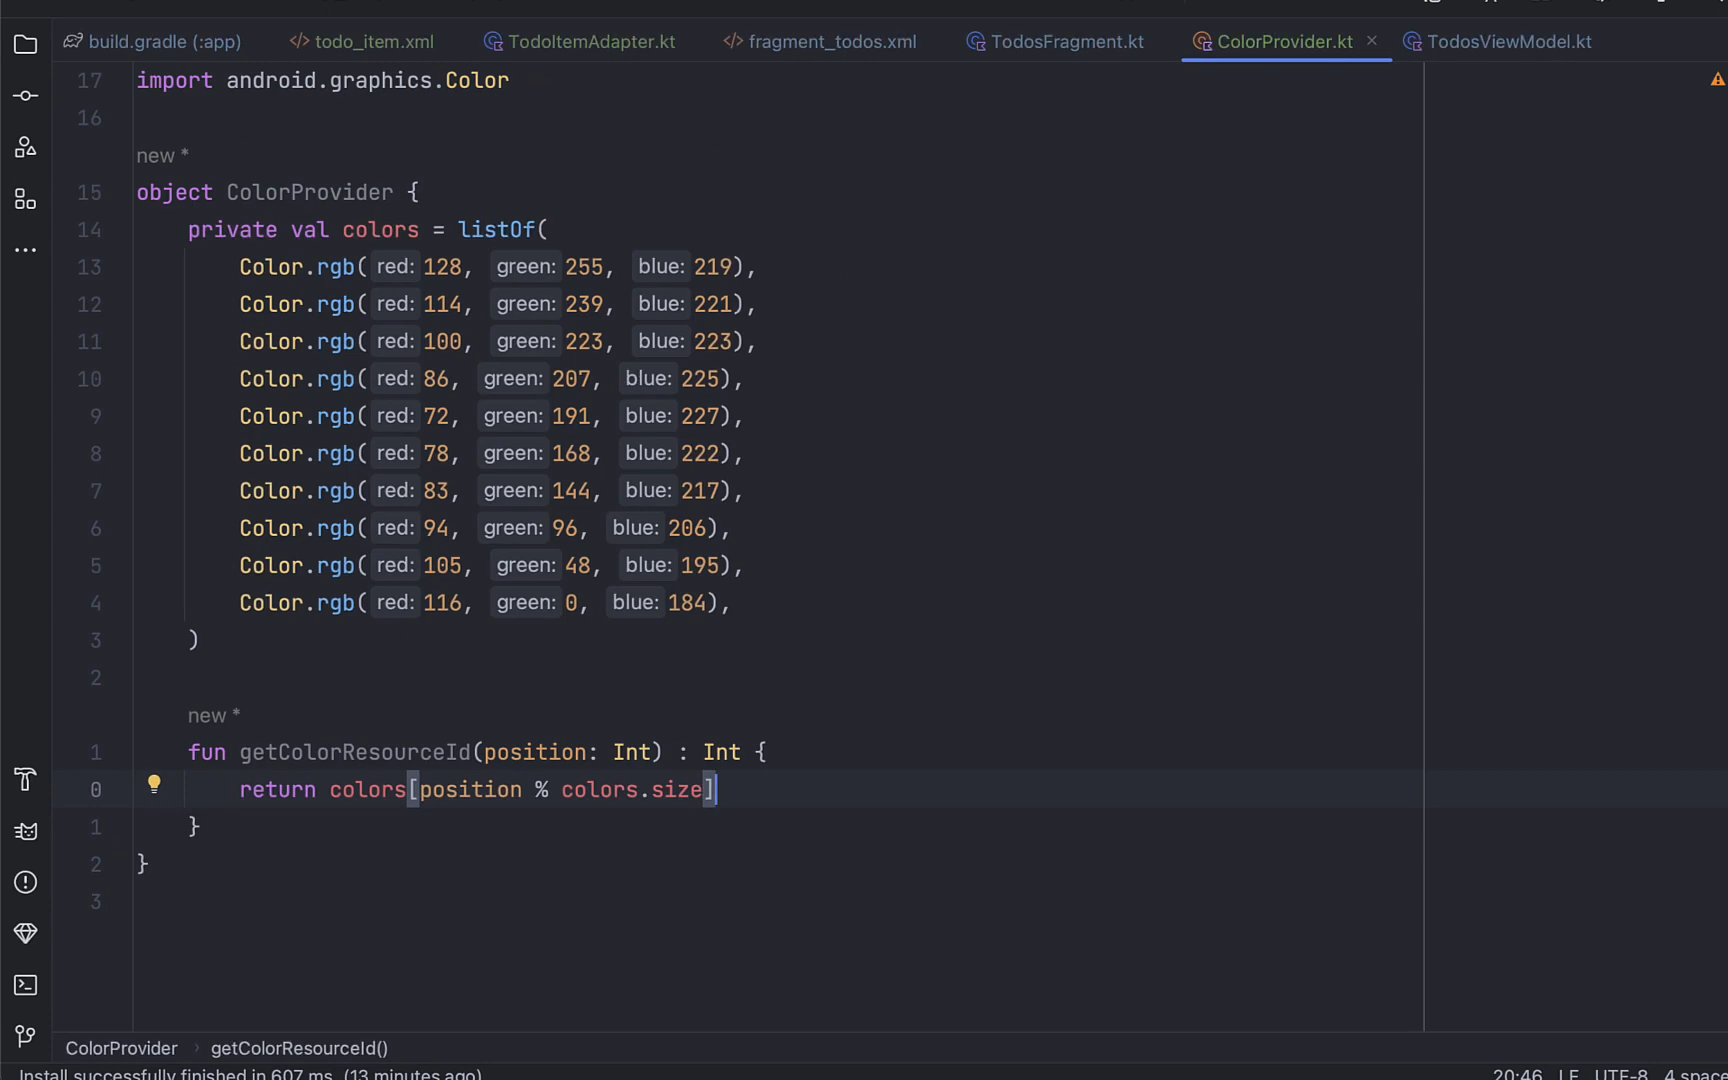 build.gradle (:app) </> todo_item.xml TodoItemAdapter.kt </> fragment_todos.xml TodosFragment.kt ColorProvider.kt × TodosViewModel.kt
17 import android.graphics.Color
16
new *
15 object ColorProvider {
14 private val colors = listOf(
13 Color.rgb( red: 128, green: 255, blue: 219),
12 Color.rgb( red: 114, green: 239, blue: 221),
11 Color.rgb( red: 100, green: 223, blue: 223),
10 Color.rgb( red: 86, green: 207, blue: 225),
9 Color.rgb( red: 72, green: 191, blue: 227),
8 Color.rgb( red: 78, green: 168, blue: 222),
7 Color.rgb( red: 83, green: 144, blue: 217),
6 Color.rgb( red: 94, green: 96, blue: 206),
5 Color.rgb( red: 105, green: 48, blue: 195),
4 Color.rgb( red: 116, green: 0, blue: 184),
3 )
2
new *
1 fun getColorResourceId(position: Int) : Int {
0 return colors[position % colors.size]
1 }
2 }
3
ColorProvider › getColorResourceId()
Install successfully finished in 607 ms. (13 minutes ago) 20:46 LF UTF-8 4 space